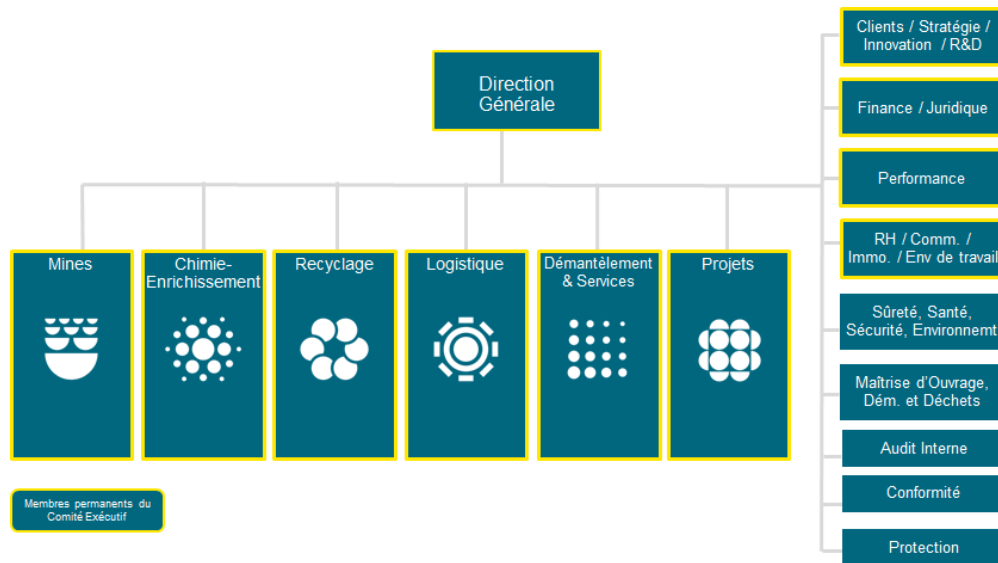 Direction
Générale
Mines
Chimie-
Enrichissement
Recyclage
Logistique
Démantèlement
& Services
Projets
Clients / Stratégie /
Innovation / R&D
Finance / Juridique
Performance
RH / Comm. /
Immo. / Env de travail
Sûreté, Santé,
Sécurité, Environnemt
Maîtrise d'Ouvrage,
Dém. et Déchets
Audit Interne
Conformité
Protection
Membres permanents du
Comité Exécutif